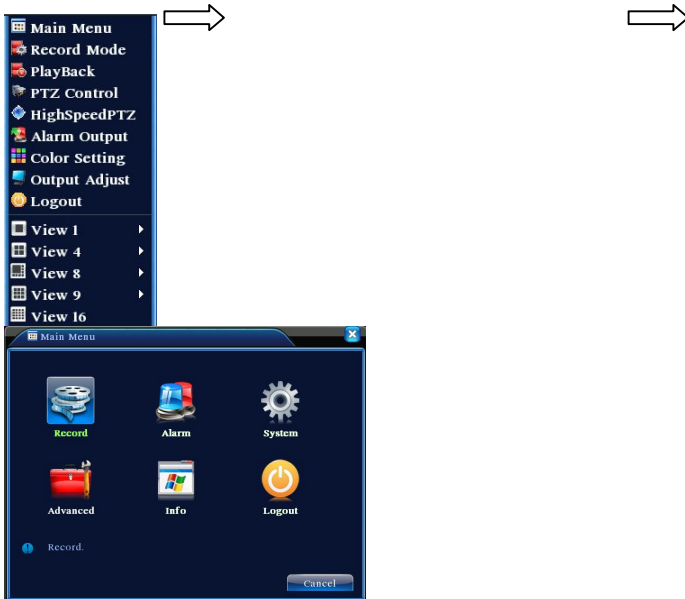 Main Menu
Record Mode
PlayBack
PTZ Control
HighSpeedPTZ
Alarm Output
Color Setting
Output Adjust
Logout
View 1
View 4
View 8
View 9
View 16
Main Menu
Record Alarm System
Advanced Info Logout
Record.
Cancel